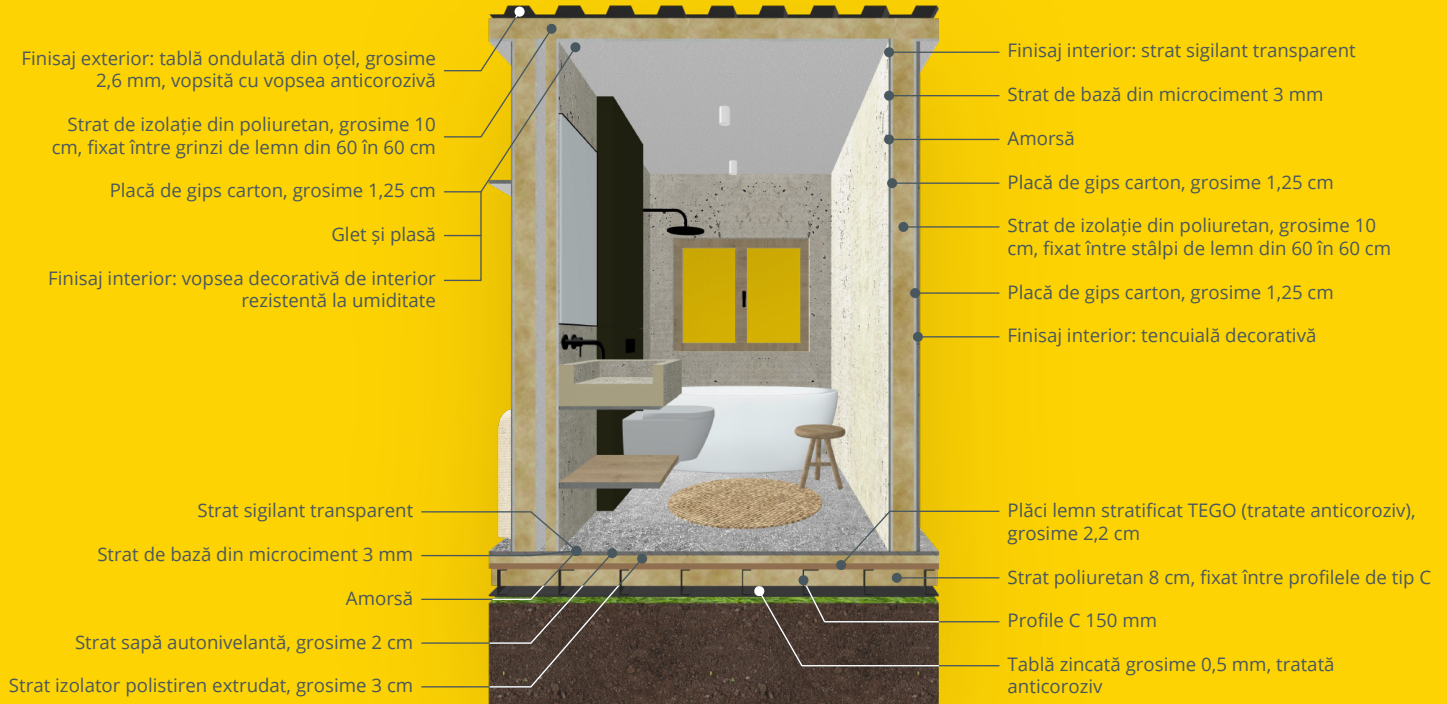 Finisaj exterior: tablă ondulată din oțel, grosime
2,6 mm, vopsită cu vopsea anticorozivă
Strat de izolație din poliuretan, grosime 10
cm, fixat între grinzi de lemn din 60 în 60 cm
Placă de gips carton, grosime 1,25 cm
Glet și plasă
Finisaj interior: vopsea decorativă de interior
rezistentă la umiditate
Strat sigilant transparent
Strat de bază din microciment 3 mm
Amorsă
Strat sapă autonivelantă, grosime 2 cm
Strat izolator polistiren extrudat, grosime 3 cm
Finisaj interior: strat sigilant transparent
Strat de bază din microciment 3 mm
Amorsă
Placă de gips carton, grosime 1,25 cm
Strat de izolație din poliuretan, grosime 10
cm, fixat între stâlpi de lemn din 60 în 60 cm
Placă de gips carton, grosime 1,25 cm
Finisaj interior: tencuială decorativă
Plăci lemn stratificat TEGO (tratate anticoroziv),
grosime 2,2 cm
Strat poliuretan 8 cm, fixat între profilele de tip C
Profile C 150 mm
Tablă zincată grosime 0,5 mm, tratată
anticoroziv